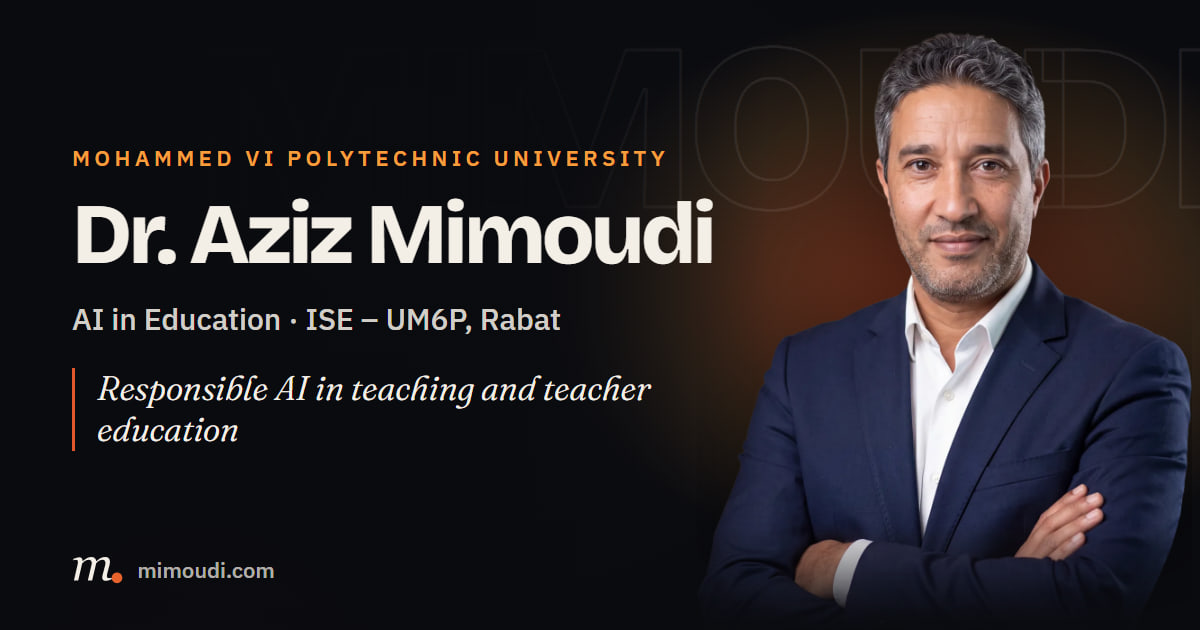 MIMOUDI
MOHAMMED VI POLYTECHNIC UNIVERSITY
Dr. Aziz Mimoudi
AI in Education · ISE – UM6P, Rabat
Responsible AI in teaching and teacher
education
m.
mimoudi.com